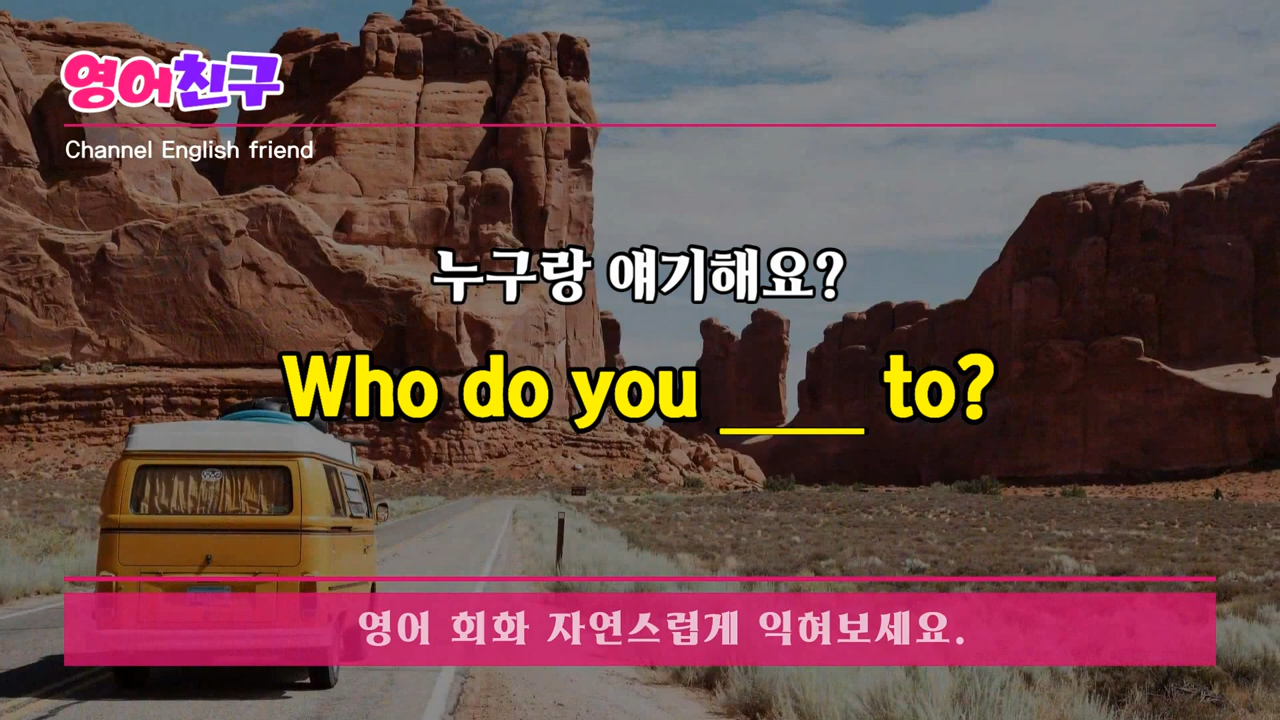 영어친구
Channel English friend
누구랑 얘기해요?
Who do you ____ to?
영어 회화 자연스럽게 익혀보세요.